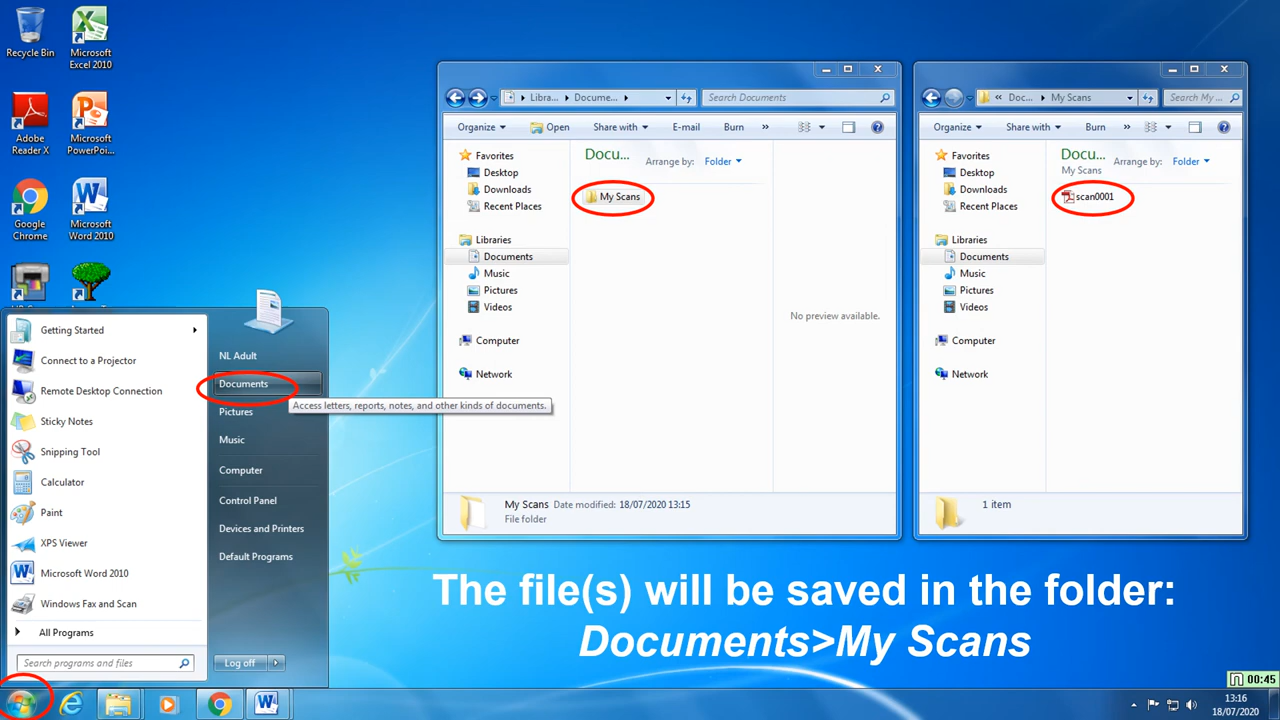 Recycle Bin
Microsoft
Excel 2010
Adobe
Reader X
Microsoft
PowerPoi...
Google
Chrome
Microsoft
Word 2010
Getting Started
Connect to a Projector
Remote Desktop Connection
Sticky Notes
Snipping Tool
Calculator
Paint
XPS Viewer
Microsoft Word 2010
Windows Fax and Scan
All Programs
Search programs and files
NL Adult
Documents
Access letters, reports, notes, and other kinds of documents.
Pictures
Music
Computer
Control Panel
Devices and Printers
Default Programs
Log off
Libra... Docume...
Search Documents
Organize Open Share with E-mail Burn »
Favorites
Desktop
Downloads
Recent Places
Libraries
Documents
Music
Pictures
Videos
Computer
Network
Docu... Arrange by: Folder
My Scans
No preview available.
My Scans Date modified: 18/07/2020 13:15
File folder
« Doc... My Scans
Search My ...
Organize Share with Burn »
Favorites
Desktop
Downloads
Recent Places
Libraries
Documents
Music
Pictures
Videos
Computer
Network
Docu... Arrange by: Folder
My Scans
scan0001
1 item
The file(s) will be saved in the folder:
Documents>My Scans
00:45
13:16
18/07/2020